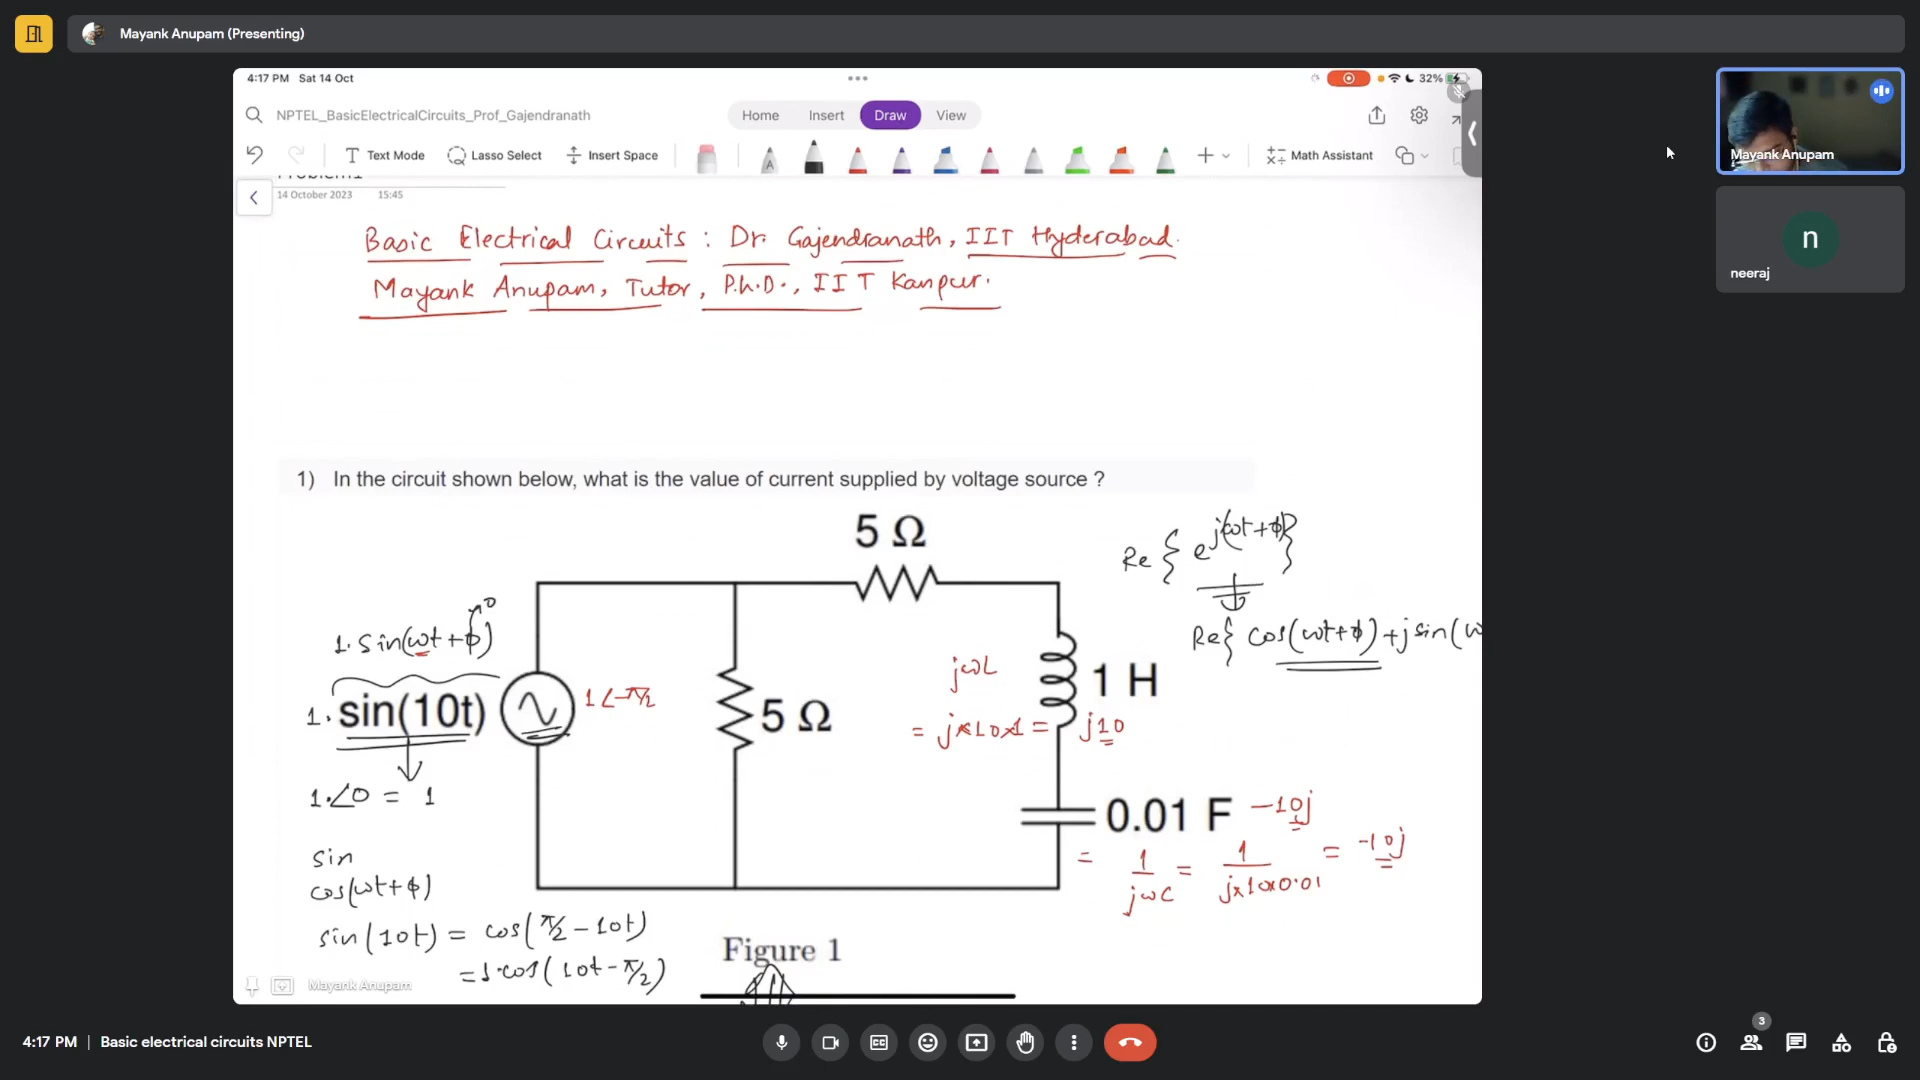 Mayank Anupam (Presenting)
4:17 PM Sat 14 Oct
32%
NPTEL_BasicElectricalCircuits_Prof_Gajendranath
Home Insert Draw View
Text Mode Lasso Select Insert Space Math Assistant
14 October 2023 15:45
Basic Electrical Circuits : Dr. Gajendranath, IIT Hyderabad.
Mayank Anupam, Tutor, Ph.D., IIT Kanpur.
1) In the circuit shown below, what is the value of current supplied by voltage source ?
5 Ω
Re { e^j(ωt+ϕ) }
Re{ cos(ωt+ϕ)+jsin(ω
1.sin(ωt+ϕ) 0
1. sin(10t)
1∠-π/2
5 Ω
jωL
= jx10x1 = j10
1 H
1.∠0 = 1
0.01 F -10j
= 1/jωC = 1/jx10x0.01 = -10j
sin
cos(ωt+ϕ)
sin(10t) = cos(π/2-10t)
=1.cos(10t-π/2)
Figure 1
Mayank Anupam
Mayank Anupam
n
neeraj
4:17 PM | Basic electrical circuits NPTEL
3